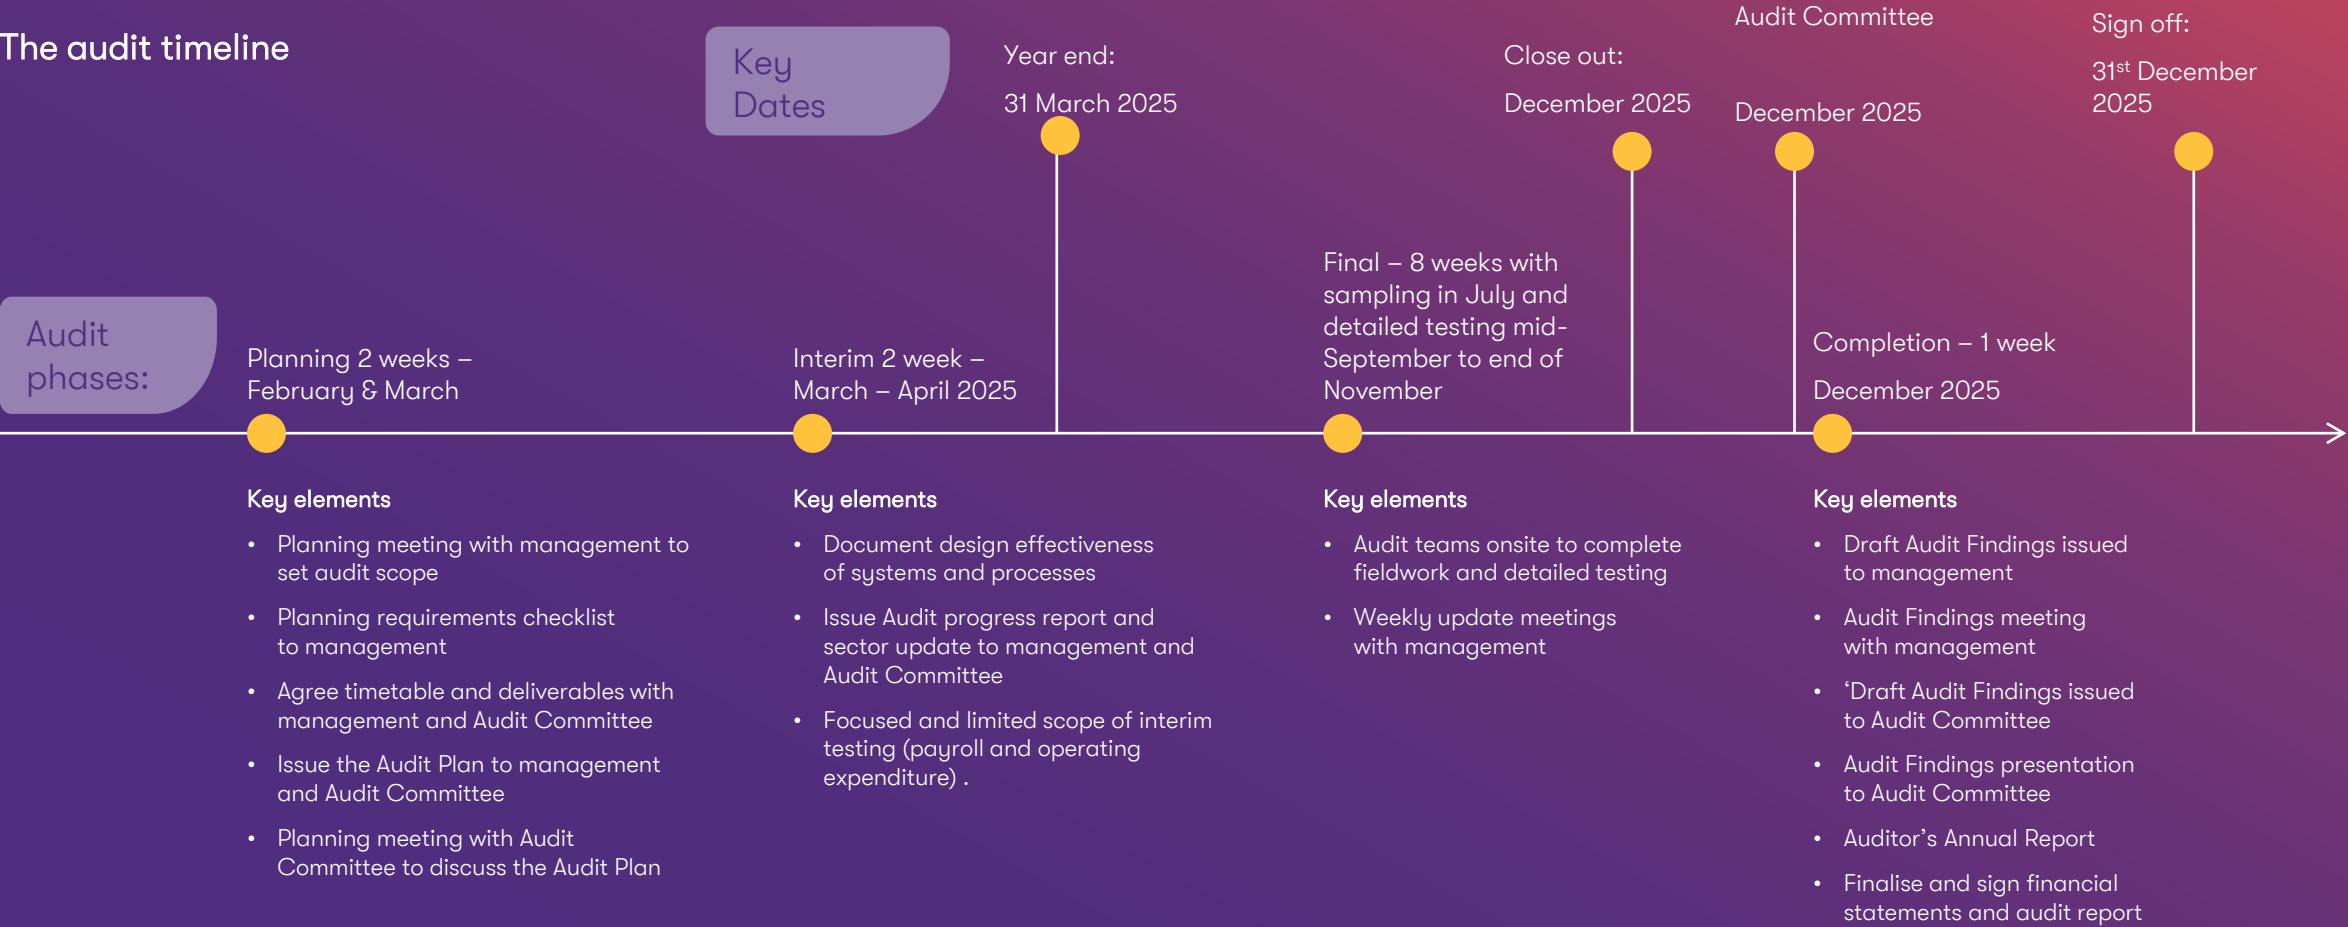 The audit timeline
Key
Dates
Year end:
31 March 2025
Close out:
December 2025
Audit Committee
December 2025
Sign off:
31st December
2025
Audit
phases:
Planning 2 weeks –
February & March
Interim 2 week –
March – April 2025
Final – 8 weeks with
sampling in July and
detailed testing mid-
September to end of
November
Completion – 1 week
December 2025
Key elements
• Planning meeting with management to
set audit scope
• Planning requirements checklist
to management
• Agree timetable and deliverables with
management and Audit Committee
• Issue the Audit Plan to management
and Audit Committee
• Planning meeting with Audit
Committee to discuss the Audit Plan
Key elements
• Document design effectiveness
of systems and processes
• Issue Audit progress report and
sector update to management and
Audit Committee
• Focused and limited scope of interim
testing (payroll and operating
expenditure) .
Key elements
• Audit teams onsite to complete
fieldwork and detailed testing
• Weekly update meetings
with management
Key elements
• Draft Audit Findings issued
to management
• Audit Findings meeting
with management
• ‘Draft Audit Findings issued
to Audit Committee
• Audit Findings presentation
to Audit Committee
• Auditor’s Annual Report
• Finalise and sign financial
statements and audit report